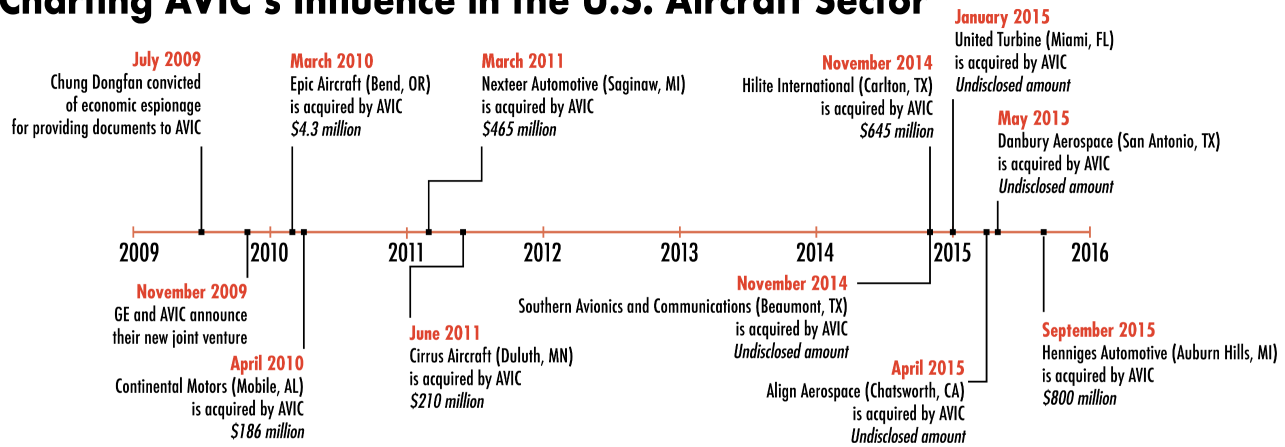 Charting AVIC's Influence in the U.S. Aircraft Sector
July 2009
Chung Dongfan convicted
of economic espionage
for providing documents to AVIC
March 2010
Epic Aircraft (Bend, OR)
is acquired by AVIC
$4.3 million
March 2011
Nexteer Automotive (Saginaw, MI)
is acquired by AVIC
$465 million
November 2014
Hilite International (Carlton, TX)
is acquired by AVIC
$645 million
January 2015
United Turbine (Miami, FL)
is acquired by AVIC
Undisclosed amount
May 2015
Danbury Aerospace (San Antonio, TX)
is acquired by AVIC
Undisclosed amount
2009
2010
2011
2012
2013
2014
2015
2016
November 2009
GE and AVIC announce
their new joint venture
April 2010
Continental Motors (Mobile, AL)
is acquired by AVIC
$186 million
June 2011
Cirrus Aircraft (Duluth, MN)
is acquired by AVIC
$210 million
November 2014
Southern Avionics and Communications (Beaumont, TX)
is acquired by AVIC
Undisclosed amount
April 2015
Align Aerospace (Chatsworth, CA)
is acquired by AVIC
Undisclosed amount
September 2015
Henniges Automotive (Auburn Hills, MI)
is acquired by AVIC
$800 million